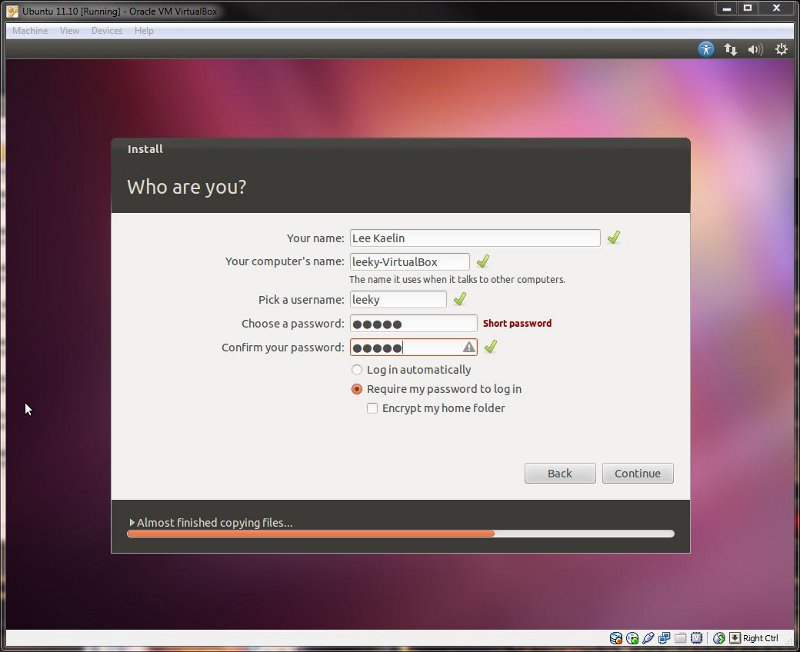 Ubuntu 11.10 [Running] - Oracle VM VirtualBox
Machine View Devices Help
Install
Who are you?
Your name: Lee Kaelin
Your computer's name: leeky-VirtualBox
The name it uses when it talks to other computers.
Pick a username: leeky
Choose a password: ●●●●● Short password
Confirm your password: ●●●●●
Log in automatically
Require my password to log in
Encrypt my home folder
Back Continue
Almost finished copying files...
Right Ctrl